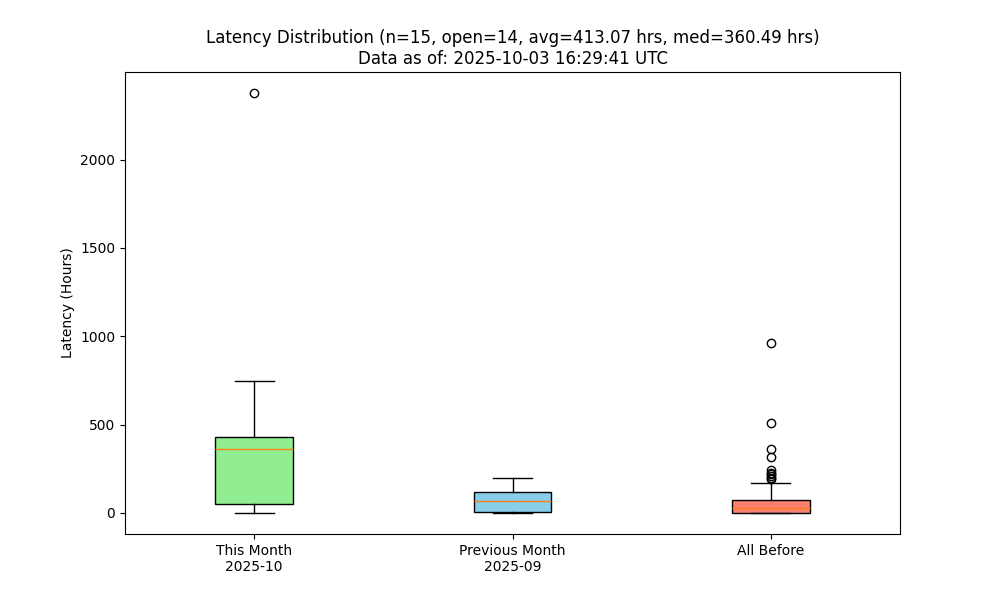 Latency Distribution (n=15, open=14, avg=413.07 hrs, med=360.49 hrs)
Data as of: 2025-10-03 16:29:41 UTC
Latency (Hours)
2000
1500
1000
500
0
This Month
2025-10
Previous Month
2025-09
All Before